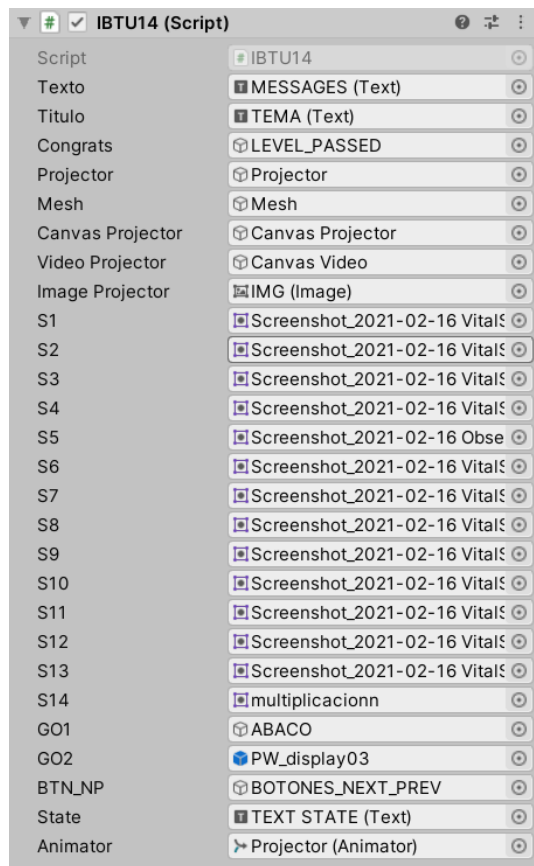 IBTU14 (Script)
Script IBTU14
Texto MESSAGES (Text)
Titulo TEMA (Text)
Congrats LEVEL_PASSED
Projector Projector
Mesh Mesh
Canvas Projector Canvas Projector
Video Projector Canvas Video
Image Projector IMG (Image)
S1 Screenshot_2021-02-16 VitalS
S2 Screenshot_2021-02-16 VitalS
S3 Screenshot_2021-02-16 VitalS
S4 Screenshot_2021-02-16 VitalS
S5 Screenshot_2021-02-16 Obse
S6 Screenshot_2021-02-16 VitalS
S7 Screenshot_2021-02-16 VitalS
S8 Screenshot_2021-02-16 VitalS
S9 Screenshot_2021-02-16 VitalS
S10 Screenshot_2021-02-16 VitalS
S11 Screenshot_2021-02-16 VitalS
S12 Screenshot_2021-02-16 VitalS
S13 Screenshot_2021-02-16 VitalS
S14 multiplicacionn
GO1 ABACO
GO2 PW_display03
BTN_NP BOTONES_NEXT_PREV
State TEXT STATE (Text)
Animator Projector (Animator)